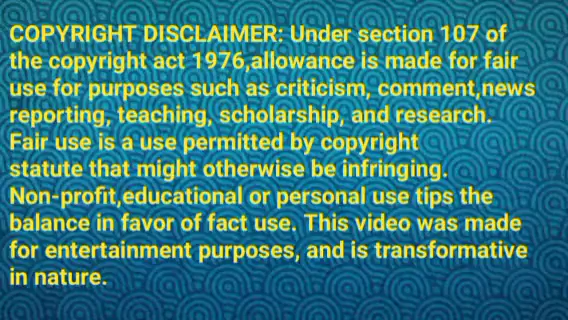 COPYRIGHT DISCLAIMER: Under section 107 of
the copyright act 1976,allowance is made for fair
use for purposes such as criticism, comment,news
reporting, teaching, scholarship, and research.
Fair use is a use permitted by copyright
statute that might otherwise be infringing.
Non-profit,educational or personal use tips the
balance in favor of fact use. This video was made
for entertainment purposes, and is transformative
in nature.